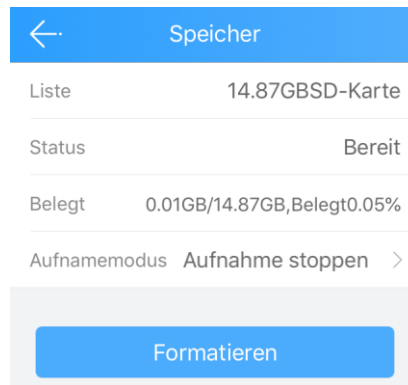 Speicher
Liste 14.87GBSD-Karte
Status Bereit
Belegt 0.01GB/14.87GB,Belegt0.05%
Aufnamemodus Aufnahme stoppen
Formatieren